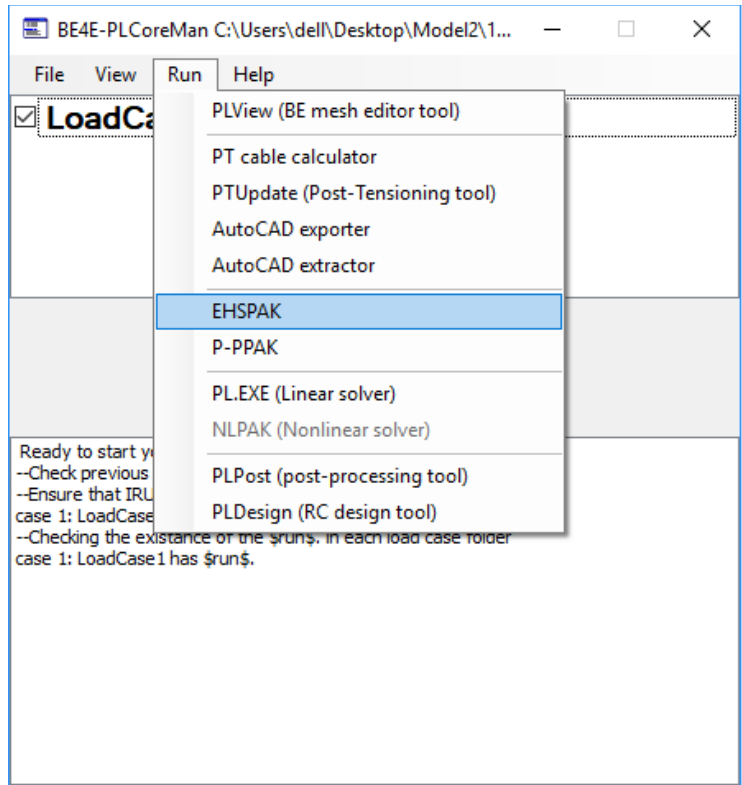 BE4E-PLCoreMan C:\Users\dell\Desktop\Model2\1...
File View Run Help
LoadCa
PLView (BE mesh editor tool)
PT cable calculator
PTUpdate (Post-Tensioning tool)
AutoCAD exporter
AutoCAD extractor
EHSPAK
P-PPAK
PL.EXE (Linear solver)
NLPAK (Nonlinear solver)
PLPost (post-processing tool)
PLDesign (RC design tool)
Ready to start y
--Check previous
--Ensure that IRU
case 1: LoadCase
--Checking the existance of the $run$. In each load case folder
case 1: LoadCase1 has $run$.